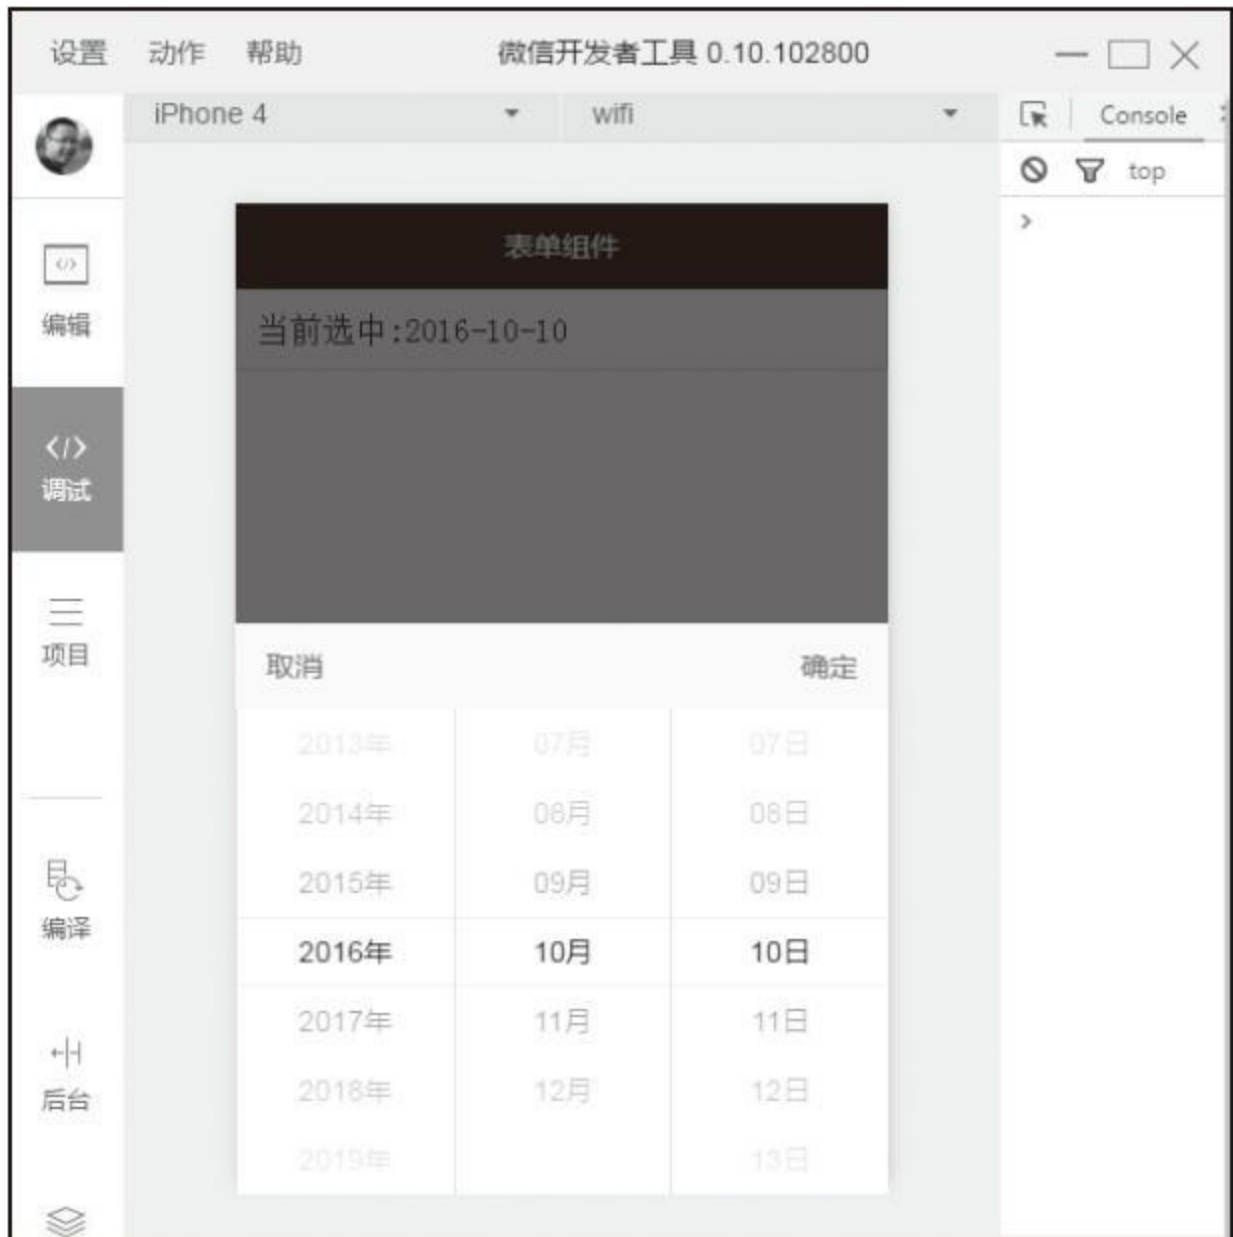 设置 动作 帮助 微信开发者工具 0.10.102800
iPhone 4 wifi Console
top
表单组件
当前选中:2016-10-10
编辑
</>
调试
项目
取消 确定
2013年 07月 07日
2014年 08月 08日
2015年 09月 09日
编译
2016年 10月 10日
2017年 11月 11日
后台
2018年 12月 12日
2019年 13日